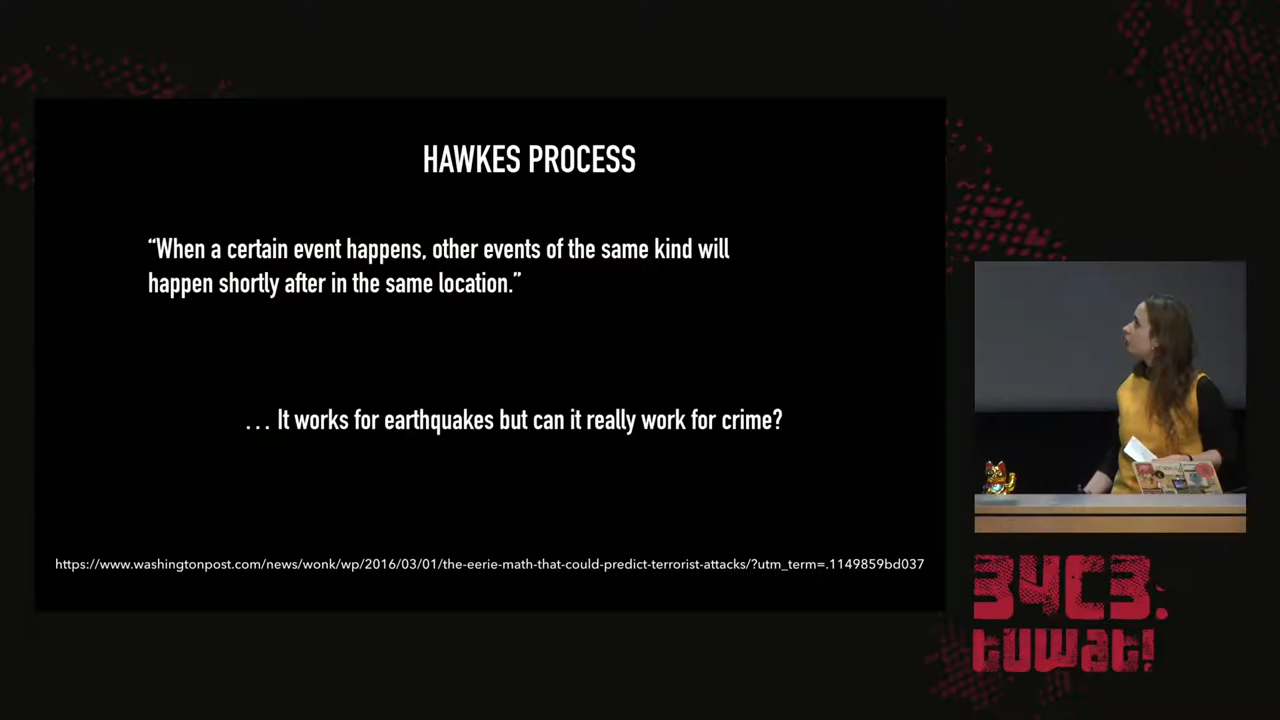 HAWKES PROCESS
“When a certain event happens, other events of the same kind will
happen shortly after in the same location.”
… It works for earthquakes but can it really work for crime?
https://www.washingtonpost.com/news/wonk/wp/2016/03/01/the-eerie-math-that-could-predict-terrorist-attacks/?utm_term=.1149859bd037
34C3.
tuwat!